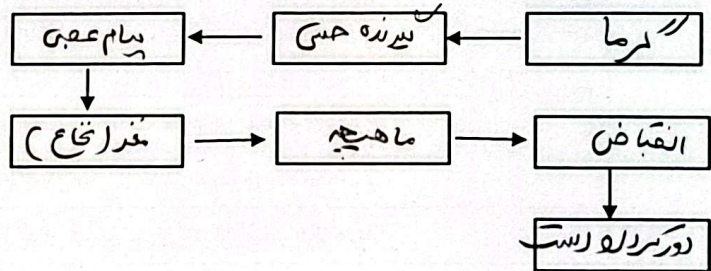 گرما
گیرنده حسی
پیام عصبی
مغز (نخاع)
ماهیچه
انقباض
دور کردن دست